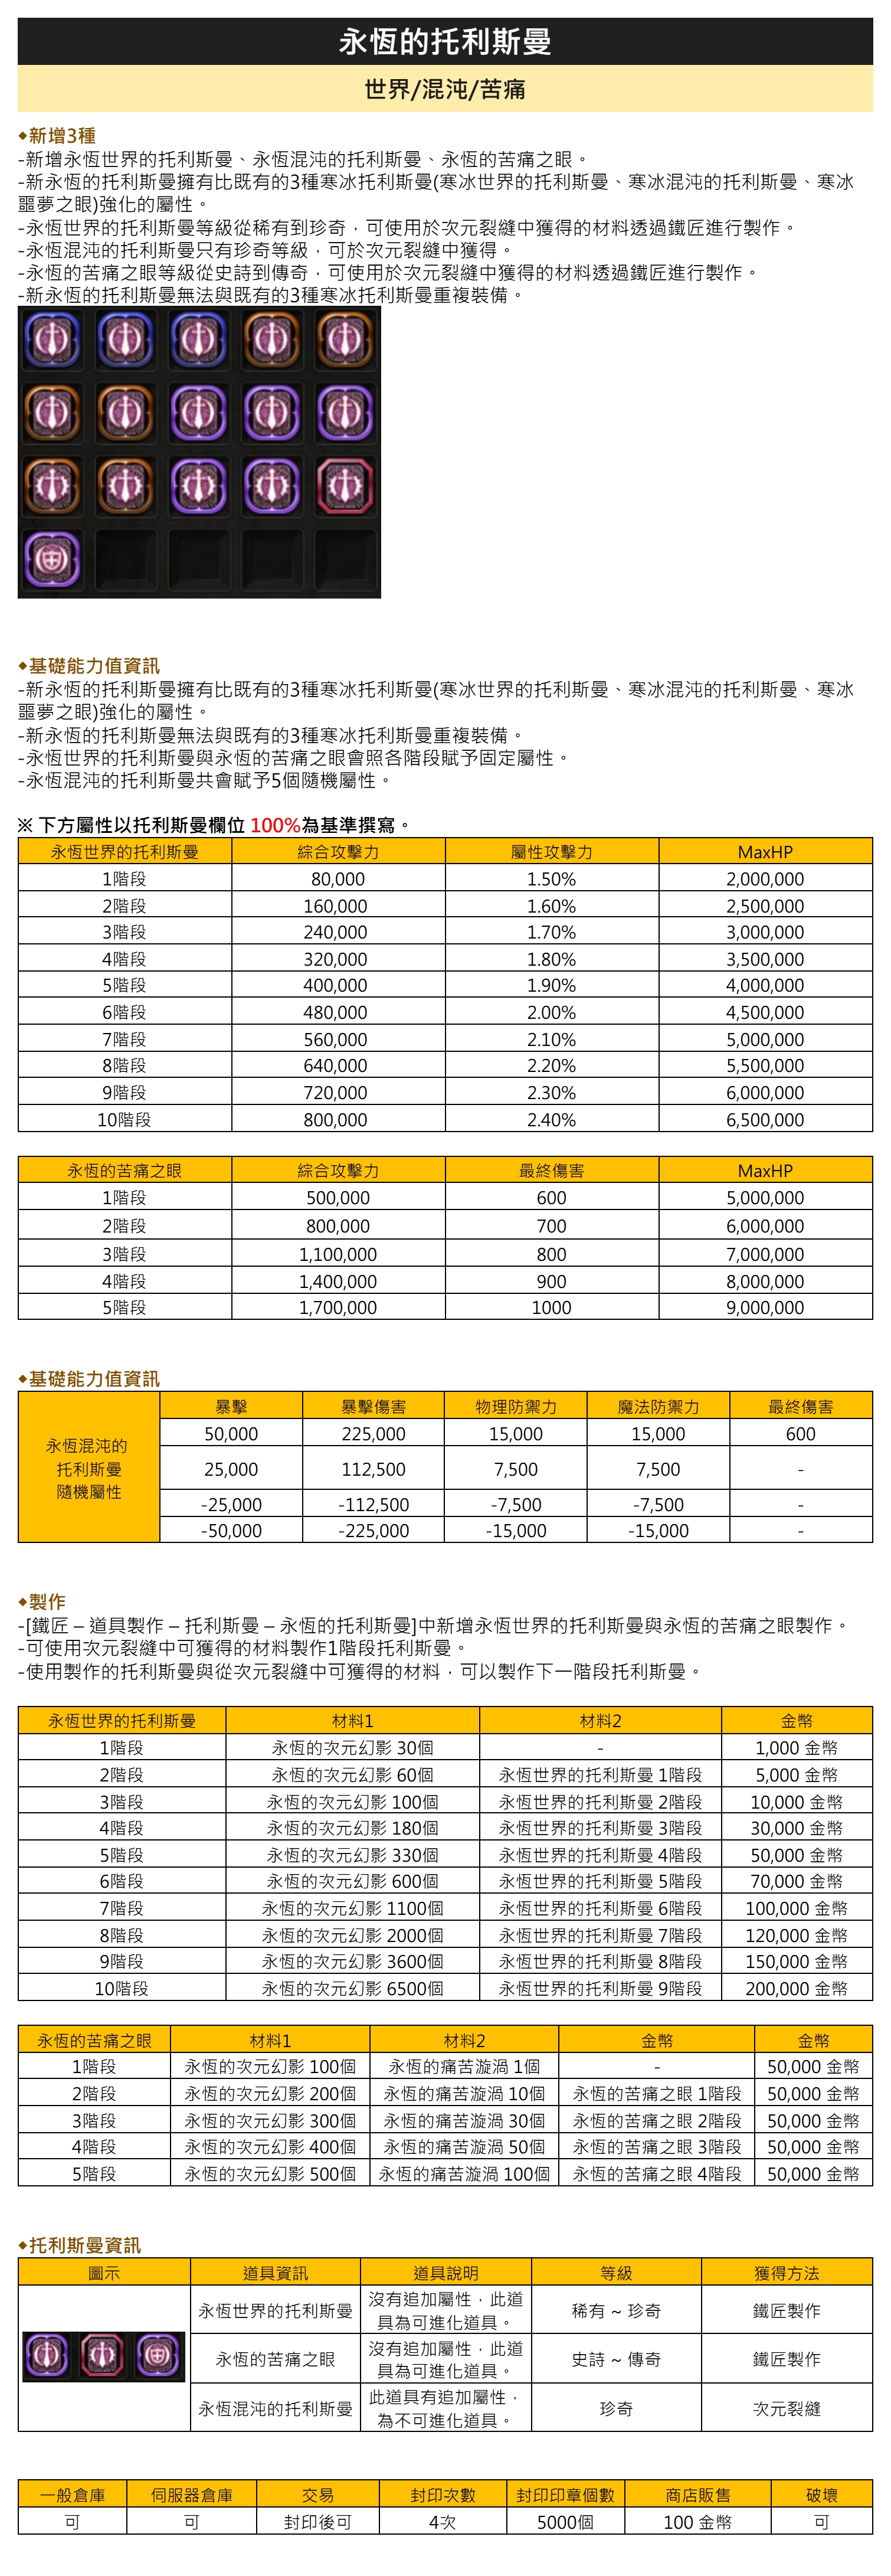 永恆的托利斯曼
世界/混沌/苦痛
◆新增3種
-新增永恆世界的托利斯曼、永恆混沌的托利斯曼、永恆的苦痛之眼。
-新永恆的托利斯曼擁有比既有的3種寒冰托利斯曼(寒冰世界的托利斯曼、寒冰混沌的托利斯曼、寒冰
噩夢之眼)強化的屬性。
-永恆世界的托利斯曼等級從稀有到珍奇，可使用於次元裂縫中獲得的材料透過鐵匠進行製作。
-永恆混沌的托利斯曼只有珍奇等級，可於次元裂縫中獲得。
-永恆的苦痛之眼等級從史詩到傳奇，可使用於次元裂縫中獲得的材料透過鐵匠進行製作。
-新永恆的托利斯曼無法與既有的3種寒冰托利斯曼重複裝備。
◆基礎能力值資訊
-新永恆的托利斯曼擁有比既有的3種寒冰托利斯曼(寒冰世界的托利斯曼、寒冰混沌的托利斯曼、寒冰
噩夢之眼)強化的屬性。
-新永恆的托利斯曼無法與既有的3種寒冰托利斯曼重複裝備。
-永恆世界的托利斯曼與永恆的苦痛之眼會照各階段賦予固定屬性。
-永恆混沌的托利斯曼共會賦予5個隨機屬性。
※ 下方屬性以托利斯曼欄位 100%為基準撰寫。
永恆世界的托利斯曼 綜合攻擊力 屬性攻擊力 MaxHP
1階段 80,000 1.50% 2,000,000
2階段 160,000 1.60% 2,500,000
3階段 240,000 1.70% 3,000,000
4階段 320,000 1.80% 3,500,000
5階段 400,000 1.90% 4,000,000
6階段 480,000 2.00% 4,500,000
7階段 560,000 2.10% 5,000,000
8階段 640,000 2.20% 5,500,000
9階段 720,000 2.30% 6,000,000
10階段 800,000 2.40% 6,500,000
永恆的苦痛之眼 綜合攻擊力 最終傷害 MaxHP
1階段 500,000 600 5,000,000
2階段 800,000 700 6,000,000
3階段 1,100,000 800 7,000,000
4階段 1,400,000 900 8,000,000
5階段 1,700,000 1000 9,000,000
◆基礎能力值資訊
永恆混沌的
托利斯曼
隨機屬性
暴擊 暴擊傷害 物理防禦力 魔法防禦力 最終傷害
50,000 225,000 15,000 15,000 600
25,000 112,500 7,500 7,500 -
-25,000 -112,500 -7,500 -7,500 -
-50,000 -225,000 -15,000 -15,000 -
◆製作
-[鐵匠 – 道具製作 – 托利斯曼 – 永恆的托利斯曼]中新增永恆世界的托利斯曼與永恆的苦痛之眼製作。
-可使用次元裂縫中可獲得的材料製作1階段托利斯曼。
-使用製作的托利斯曼與從次元裂縫中可獲得的材料，可以製作下一階段托利斯曼。
永恆世界的托利斯曼 材料1 材料2 金幣
1階段 永恆的次元幻影 30個 - 1,000 金幣
2階段 永恆的次元幻影 60個 永恆世界的托利斯曼 1階段 5,000 金幣
3階段 永恆的次元幻影 100個 永恆世界的托利斯曼 2階段 10,000 金幣
4階段 永恆的次元幻影 180個 永恆世界的托利斯曼 3階段 30,000 金幣
5階段 永恆的次元幻影 330個 永恆世界的托利斯曼 4階段 50,000 金幣
6階段 永恆的次元幻影 600個 永恆世界的托利斯曼 5階段 70,000 金幣
7階段 永恆的次元幻影 1100個 永恆世界的托利斯曼 6階段 100,000 金幣
8階段 永恆的次元幻影 2000個 永恆世界的托利斯曼 7階段 120,000 金幣
9階段 永恆的次元幻影 3600個 永恆世界的托利斯曼 8階段 150,000 金幣
10階段 永恆的次元幻影 6500個 永恆世界的托利斯曼 9階段 200,000 金幣
永恆的苦痛之眼 材料1 材料2 金幣 金幣
1階段 永恆的次元幻影 100個 永恆的痛苦漩渦 1個 - 50,000 金幣
2階段 永恆的次元幻影 200個 永恆的痛苦漩渦 10個 永恆的苦痛之眼 1階段 50,000 金幣
3階段 永恆的次元幻影 300個 永恆的痛苦漩渦 30個 永恆的苦痛之眼 2階段 50,000 金幣
4階段 永恆的次元幻影 400個 永恆的痛苦漩渦 50個 永恆的苦痛之眼 3階段 50,000 金幣
5階段 永恆的次元幻影 500個 永恆的痛苦漩渦 100個 永恆的苦痛之眼 4階段 50,000 金幣
◆托利斯曼資訊
圖示 道具資訊 道具說明 等級 獲得方法
永恆世界的托利斯曼 沒有追加屬性，此道
具為可進化道具。 稀有 ~ 珍奇 鐵匠製作
永恆的苦痛之眼 沒有追加屬性，此道
具為可進化道具。 史詩 ~ 傳奇 鐵匠製作
永恆混沌的托利斯曼 此道具有追加屬性，
為不可進化道具。 珍奇 次元裂縫
一般倉庫 伺服器倉庫 交易 封印次數 封印印章個數 商店販售 破壞
可 可 封印後可 4次 5000個 100 金幣 可